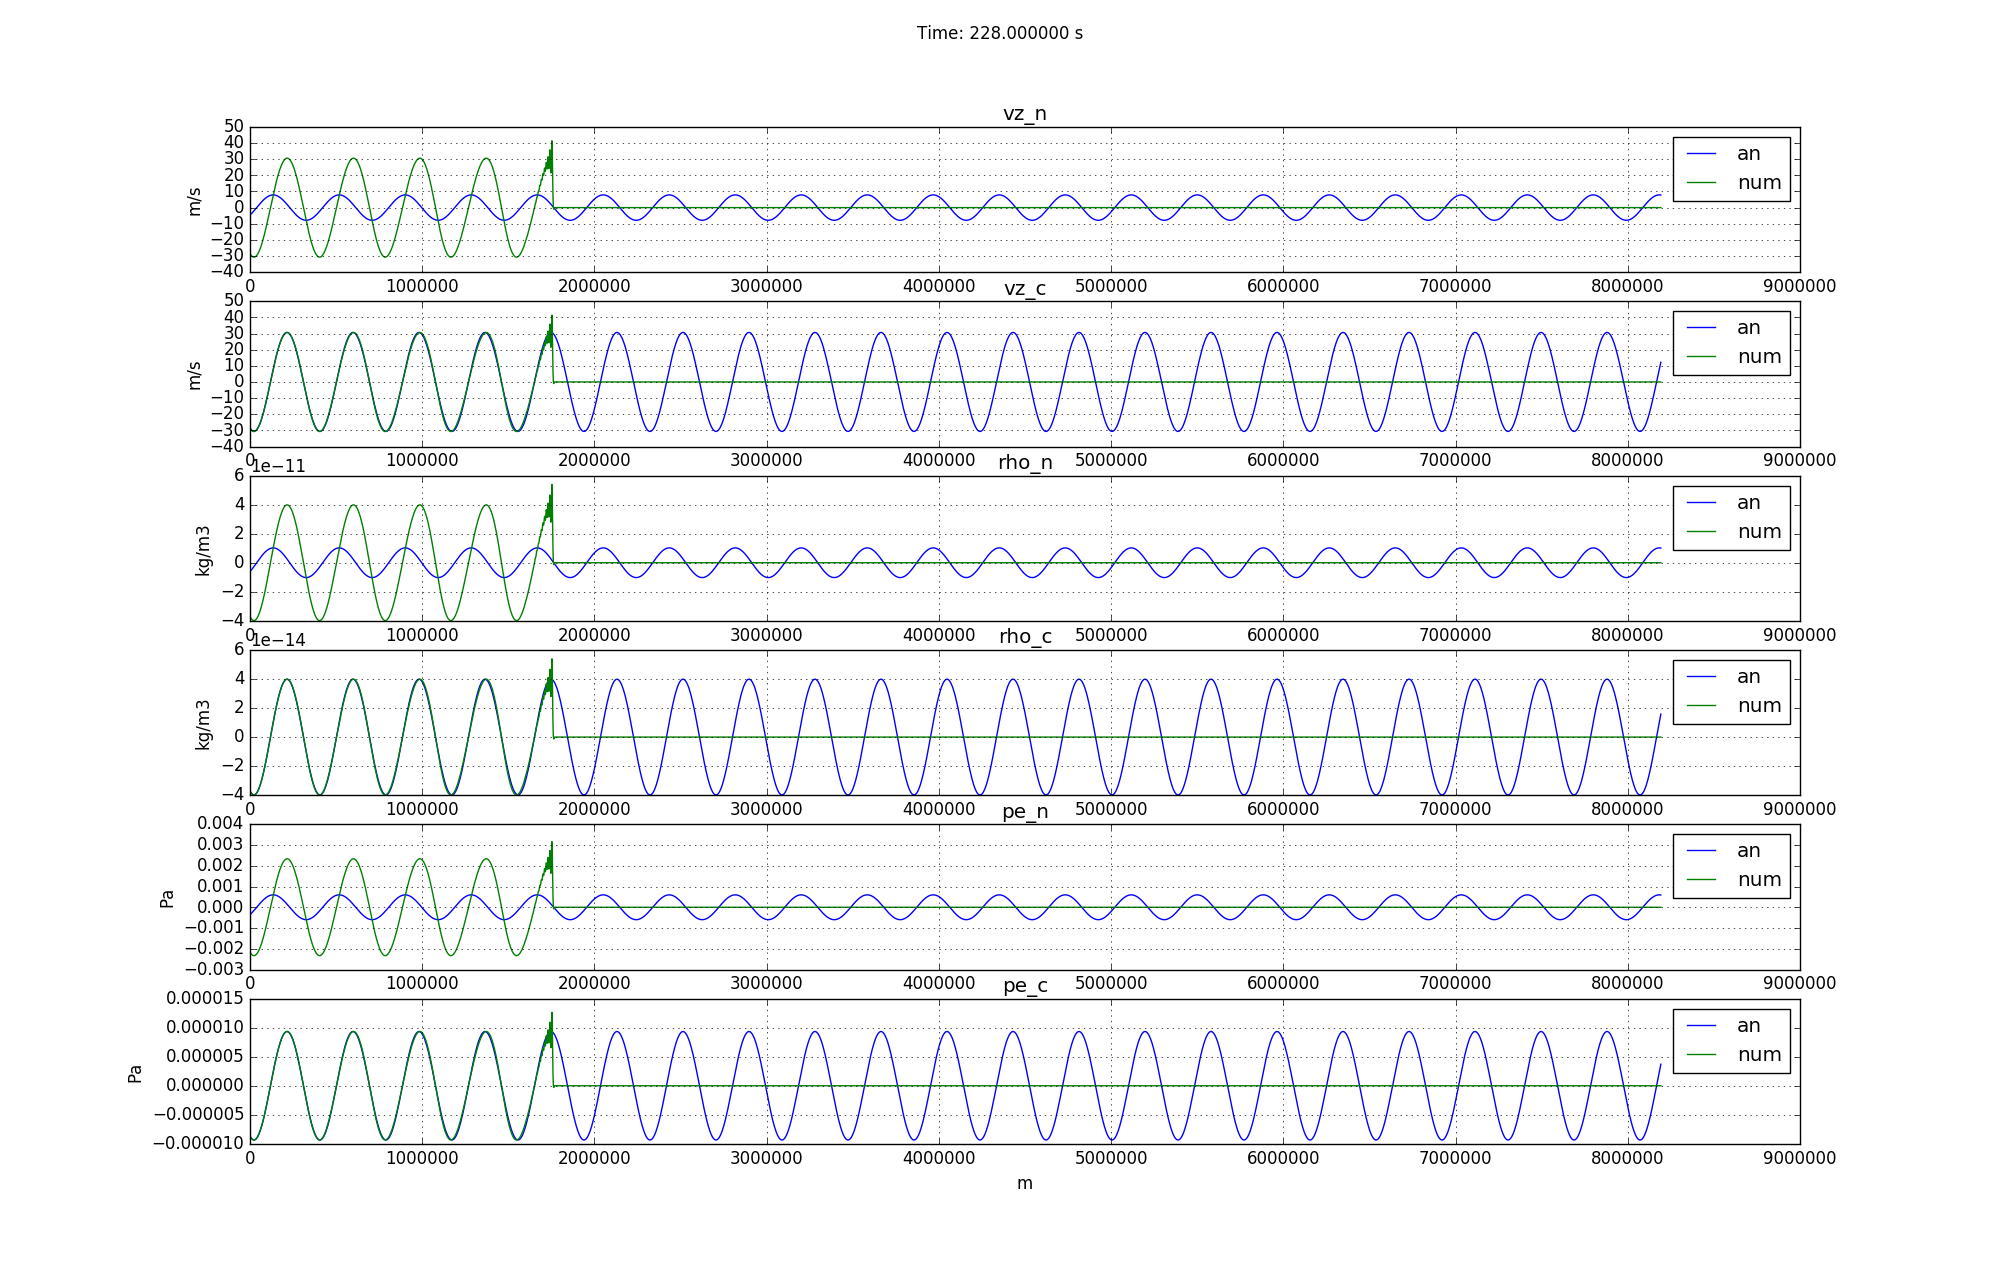 Time: 228.000000 s
vz_n
50
40
30
20
10
0
−10
−20
−30
−40
m/s
an
num
0 1000000 2000000 3000000 4000000 5000000 6000000 7000000 8000000 9000000
vz_c
50
40
30
20
10
0
−10
−20
−30
−40
m/s
an
num
0 1000000 2000000 3000000 4000000 5000000 6000000 7000000 8000000 9000000
1e−11
rho_n
6
4
2
0
−2
−4
kg/m3
an
num
0 1000000 2000000 3000000 4000000 5000000 6000000 7000000 8000000 9000000
1e−14
rho_c
6
4
2
0
−2
−4
kg/m3
an
num
0 1000000 2000000 3000000 4000000 5000000 6000000 7000000 8000000 9000000
pe_n
0.004
0.003
0.002
0.001
0.000
−0.001
−0.002
−0.003
Pa
an
num
0 1000000 2000000 3000000 4000000 5000000 6000000 7000000 8000000 9000000
pe_c
0.000015
0.000010
0.000005
0.000000
−0.000005
−0.000010
Pa
an
num
0 1000000 2000000 3000000 4000000 5000000 6000000 7000000 8000000 9000000
m